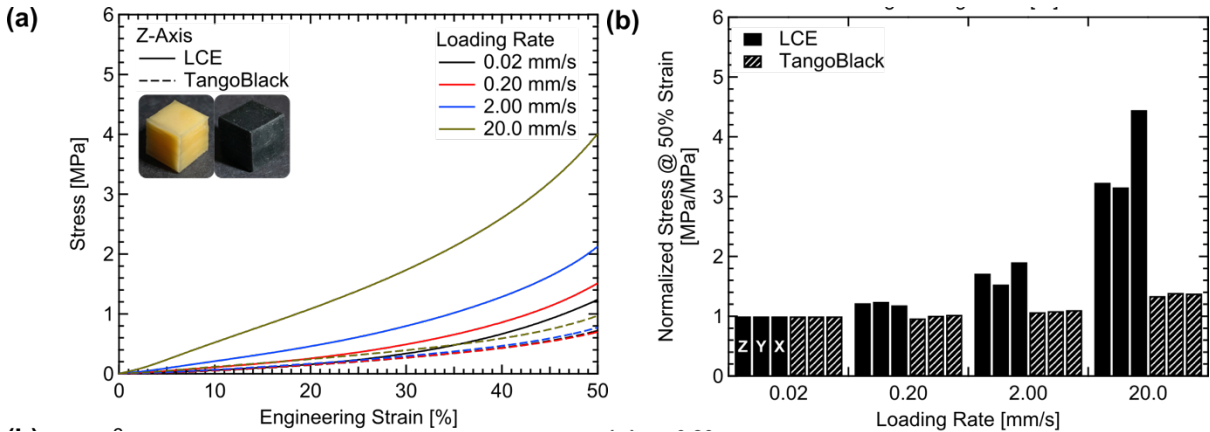 (a)
Z-Axis
LCE
TangoBlack
Loading Rate
0.02 mm/s
0.20 mm/s
2.00 mm/s
20.0 mm/s
6
5
4
3
2
1
0
Stress [MPa]
0
10
20
30
40
50
Engineering Strain [%]
(b)
LCE
TangoBlack
6
5
4
3
2
1
0
Normalized Stress @ 50% Strain
[MPa/MPa]
Z Y X
0.02
0.20
2.00
20.0
Loading Rate [mm/s]